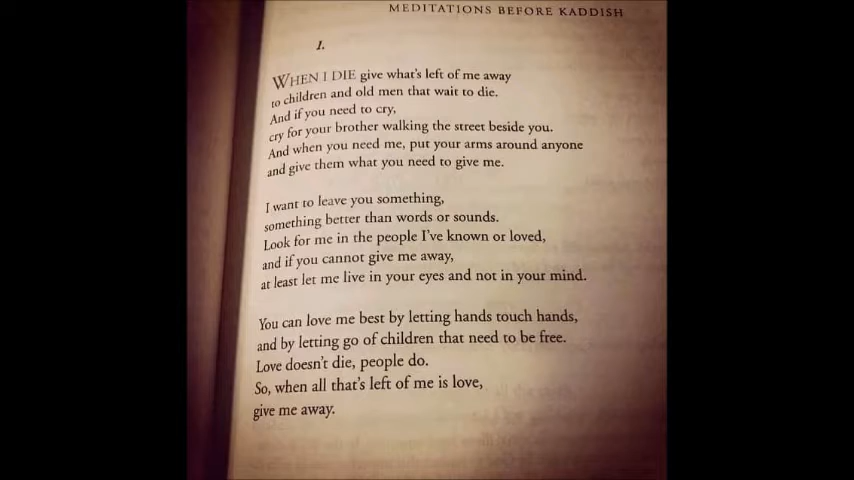 MEDITATIONS BEFORE KADDISH
1.
WHEN I DIE give what's left of me away
to children and old men that wait to die.
And if you need to cry,
cry for your brother walking the street beside you.
And when you need me, put your arms around anyone
and give them what you need to give me.
I want to leave you something,
something better than words or sounds.
Look for me in the people I've known or loved,
and if you cannot give me away,
at least let me live in your eyes and not in your mind.
You can love me best by letting hands touch hands,
and by letting go of children that need to be free.
Love doesn't die, people do.
So, when all that's left of me is love,
give me away.